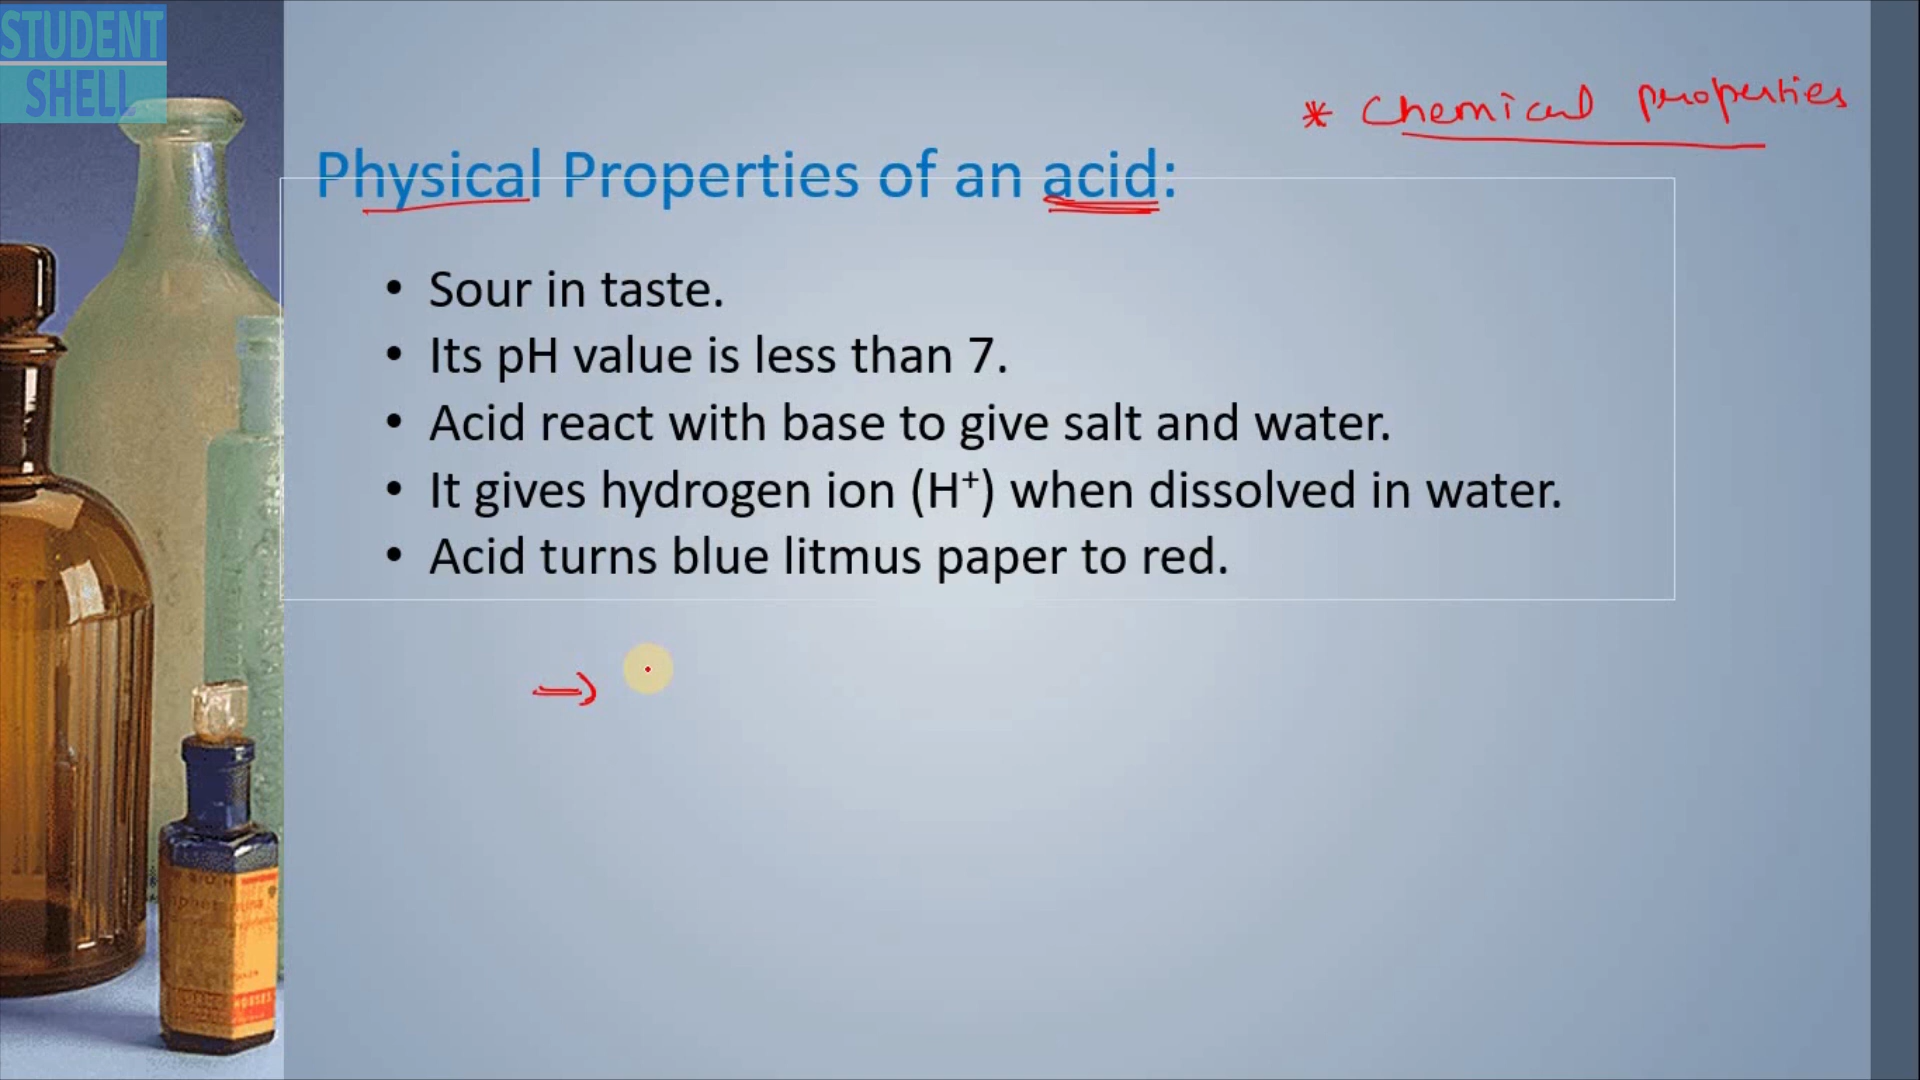 STUDENT
SHELL
* Chemical properties
Physical Properties of an acid:
• Sour in taste.
• Its pH value is less than 7.
• Acid react with base to give salt and water.
• It gives hydrogen ion (H⁺) when dissolved in water.
• Acid turns blue litmus paper to red.